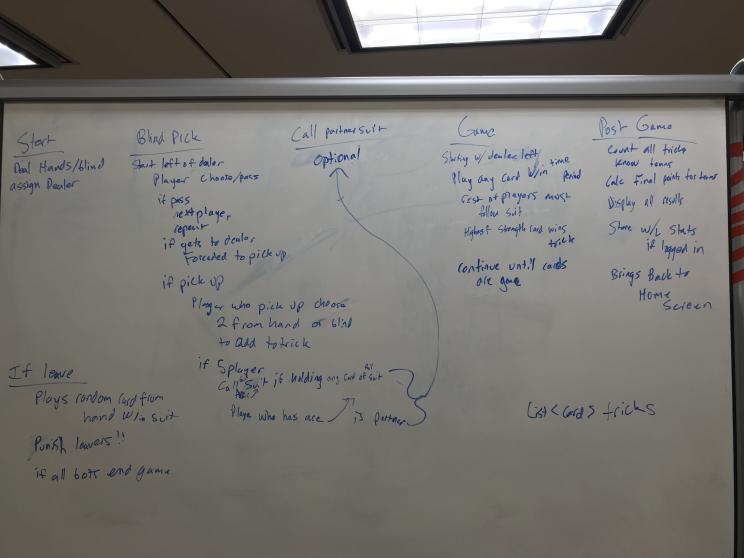 Start
Deal Hands/blind
assign Dealer
Blind Pick
Start left of dealer
Player choose/pass
if pass
next player
repeat
if gets to dealer
Forceded to pick up
if pick up
Player who pick up choose
2 from hand or blind
to add to trick
if 5 player
Call Suit if holding any card of suit
fail
Playe who has ace is partner
Call partner suit
optional
Game
Starting w/ dealer left
Play any card w/in time
period
rest of players must
follow suit
Highest strength card wins
trick
continue until cards
are gone
Post Game
Count all tricks
know teams
Calc Final points for teams
Display all results
Store W/L Stats
if logged in
Brings Back to
Home
Screen
If leave
Plays random card from
hand w/in suit
Punish leavers!!
if all bots end game
List<Card> tricks